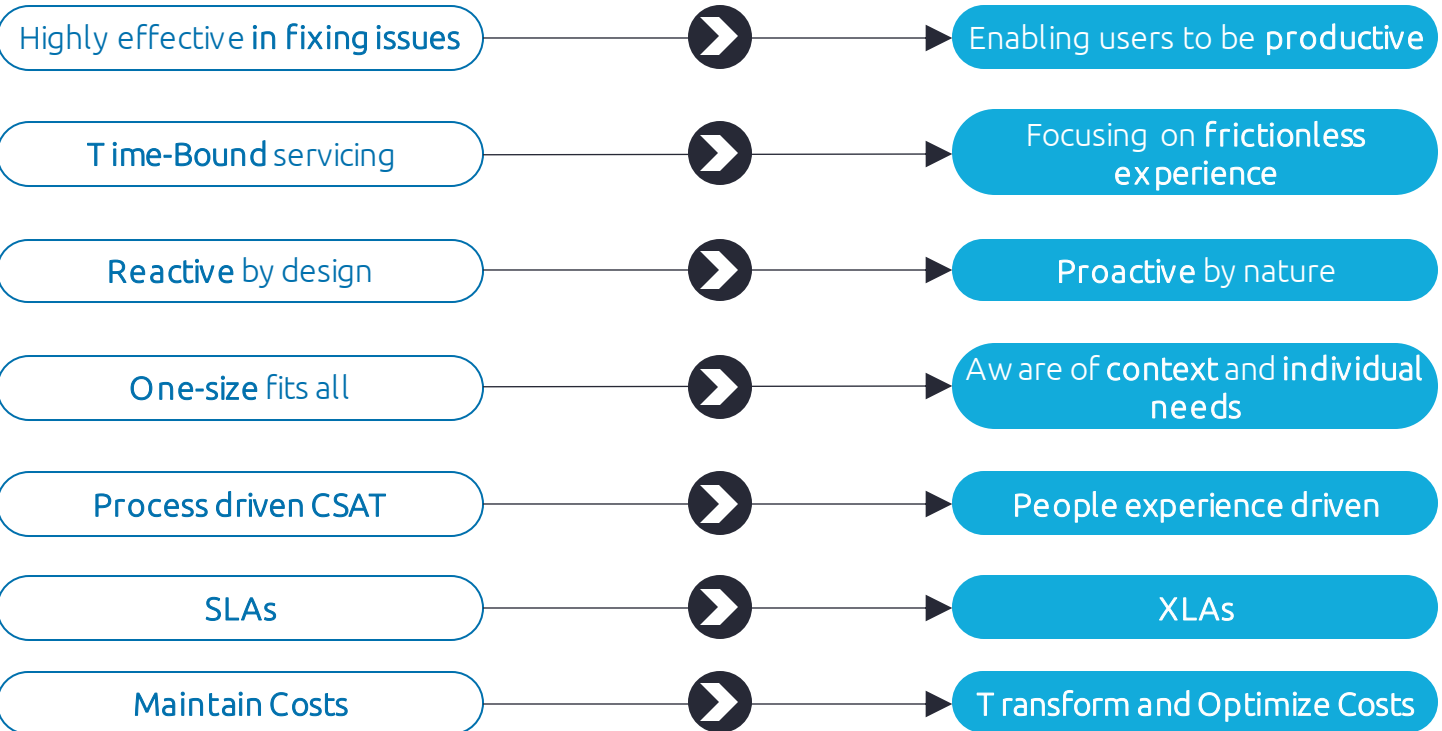 Highly effective in fixing issues
Enabling users to be productive
Time-Bound servicing
Focusing on frictionless
experience
Reactive by design
Proactive by nature
One-size fits all
Aware of context and individual
needs
Process driven CSAT
People experience driven
SLAs
XLAs
Maintain Costs
Transform and Optimize Costs